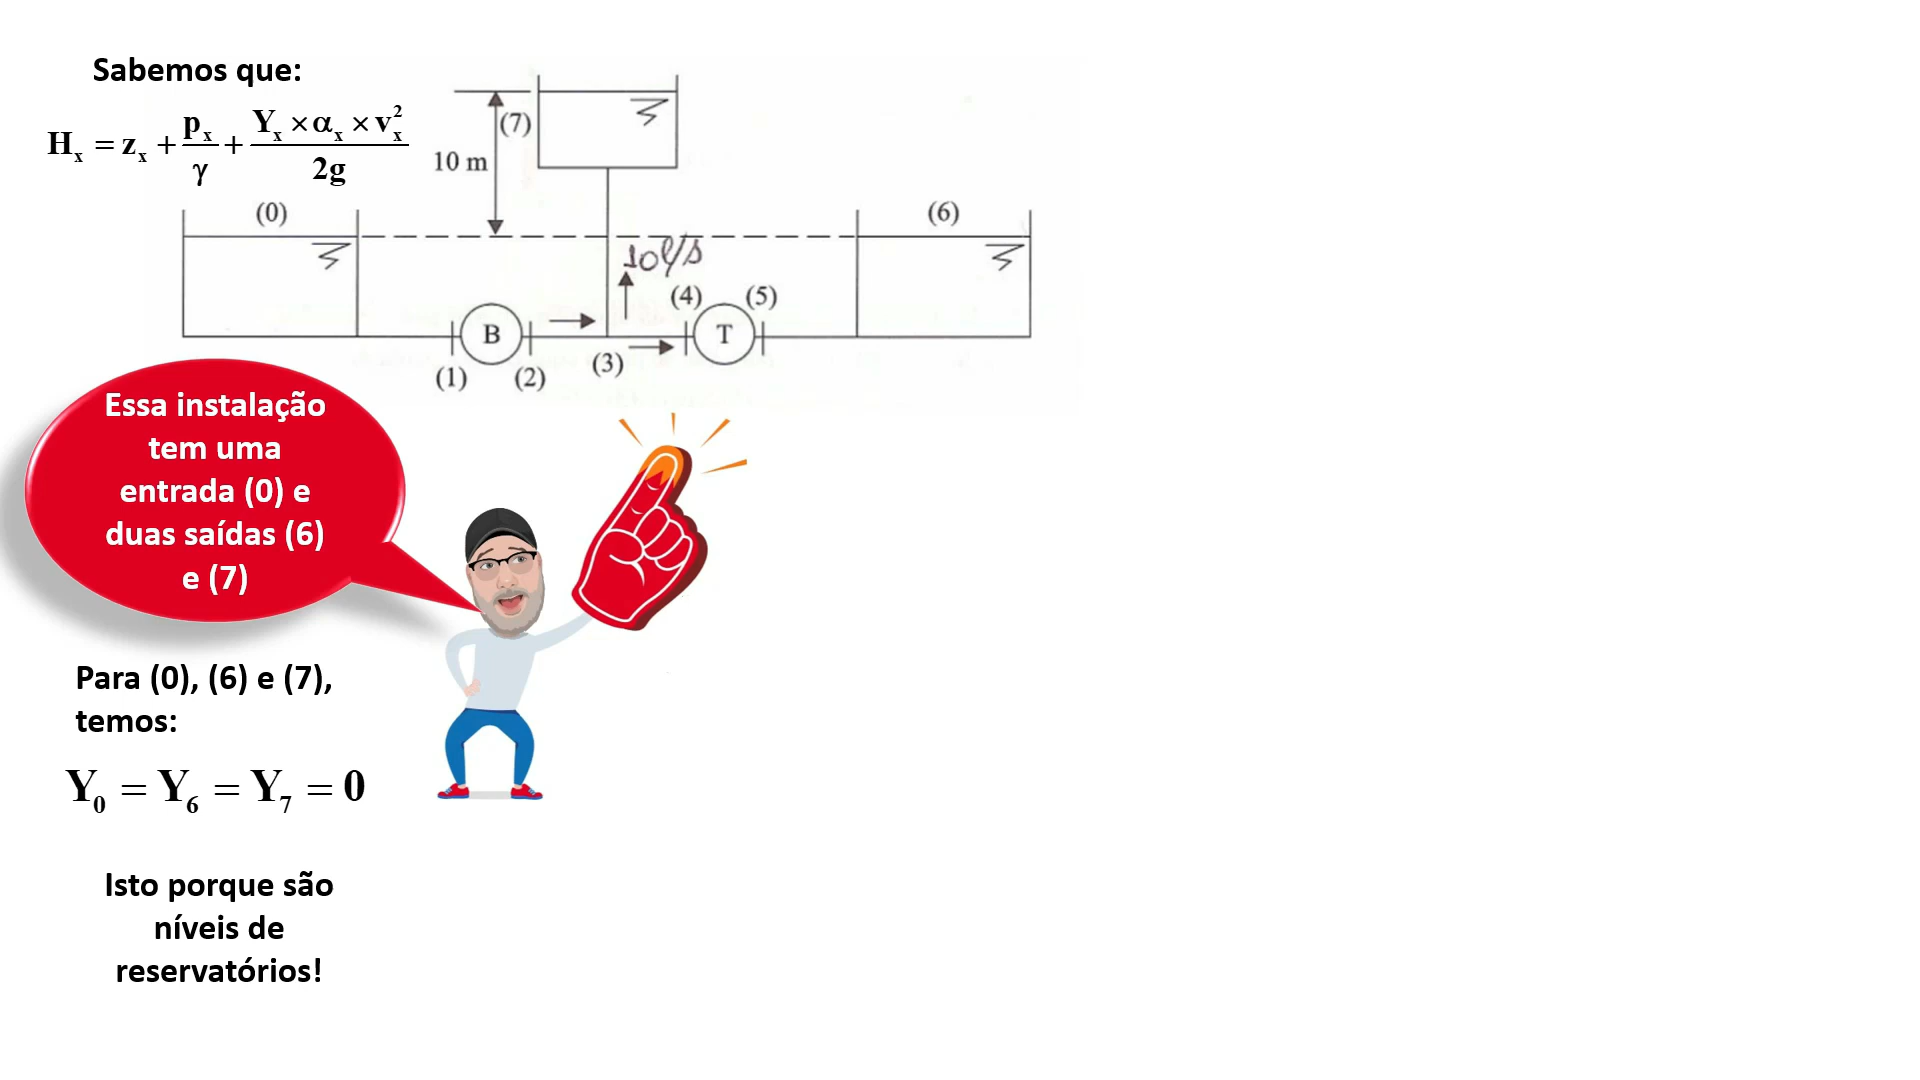 Sabemos que:
H_x = z_x + p_x/γ + (Y_x × α_x × v_x^2)/2g
(7)
10 m
(0)
(6)
10 l/s
(4) (5)
B
T
(3)
(1) (2)
Essa instalação
tem uma
entrada (0) e
duas saídas (6)
e (7)
Para (0), (6) e (7),
temos:
Y_0 = Y_6 = Y_7 = 0
Isto porque são
níveis de
reservatórios!